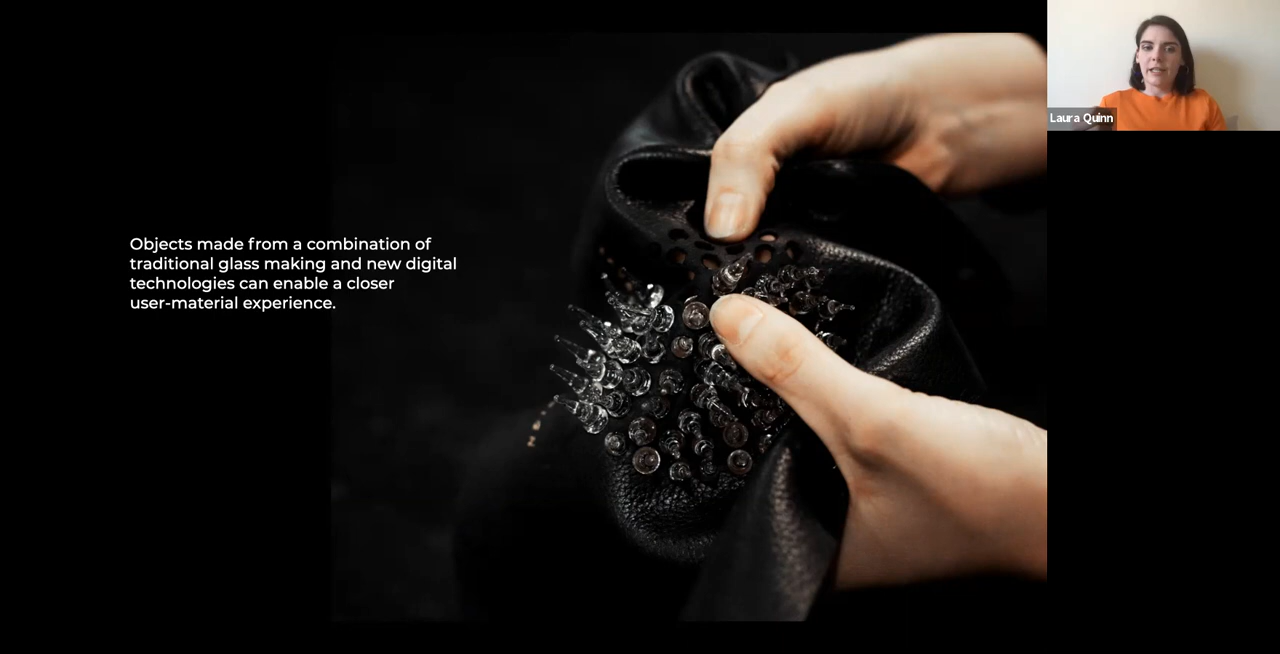 Objects made from a combination of
traditional glass making and new digital
technologies can enable a closer
user-material experience.
Laura Quinn